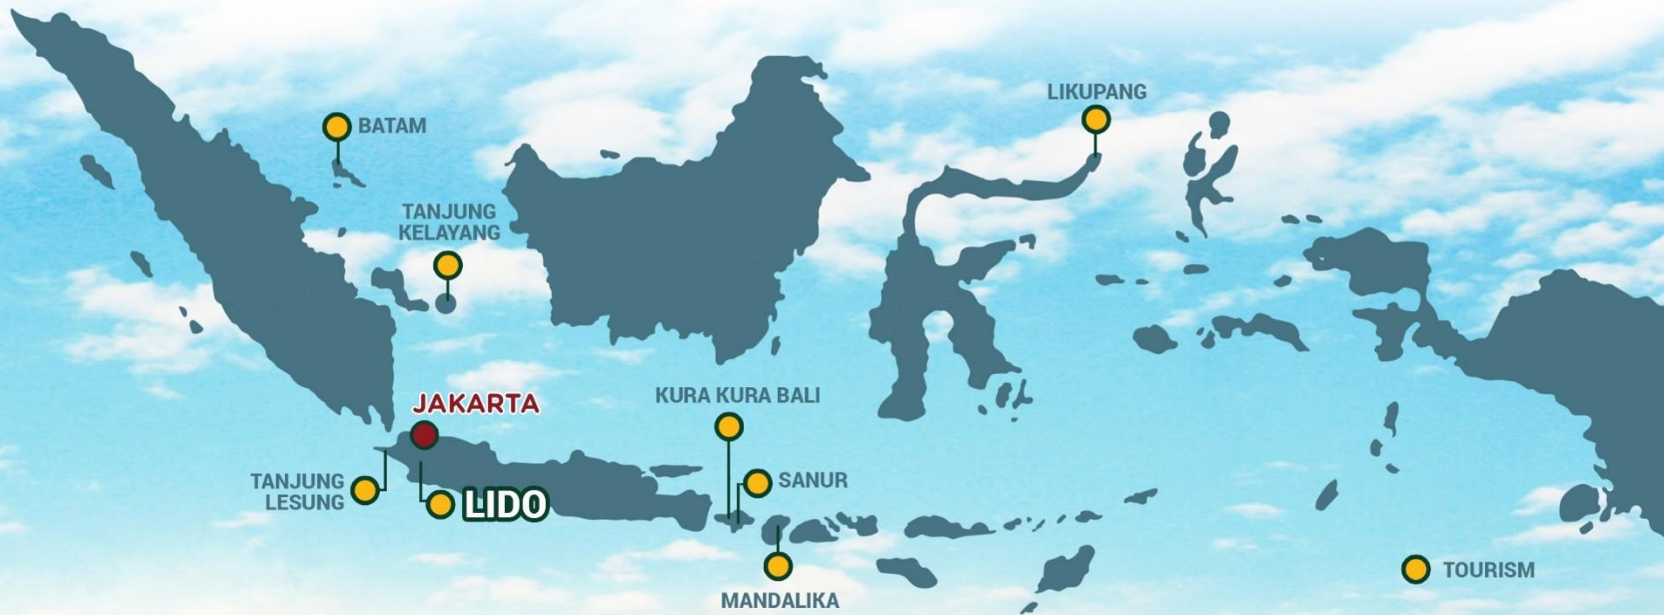 LIKUPANG
BATAM
TANJUNG
KELAYANG
KURA KURA BALI
JAKARTA
TANJUNG
LESUNG
LIDO
SANUR
MANDALIKA
TOURISM